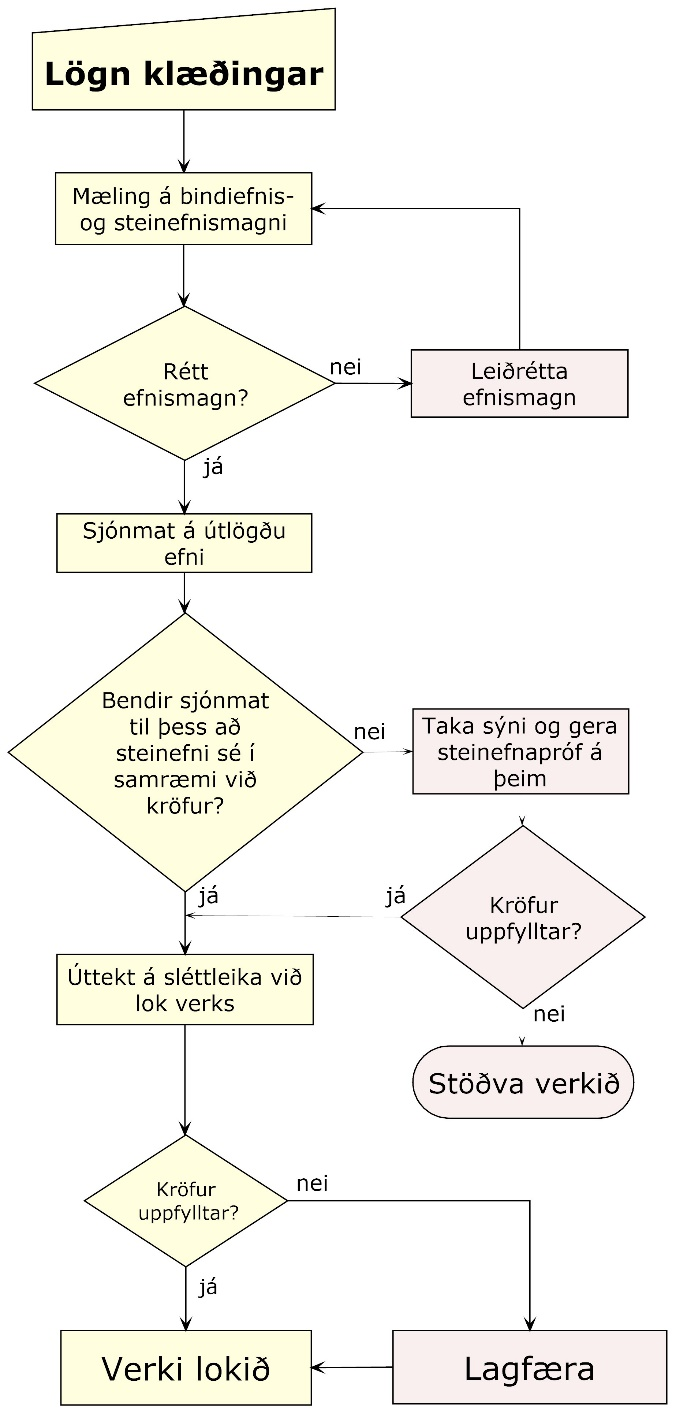 Lögn klæðingar
Mæling á bindiefnis-
og steinefnismagni
Rétt
efnismagn?
nei
Leiðrétta
efnismagn
já
Sjónmat á útlögðu
efni
Bendir sjónmat
til þess að
steinefni sé í
samræmi við
kröfur?
nei
Taka sýni og gera
steinefnapróf á
þeim
já
já
Kröfur
uppfylltar?
nei
Stöðva verkið
Úttekt á sléttleika við
lok verks
Kröfur
uppfylltar?
nei
já
Verki lokið
Lagfæra